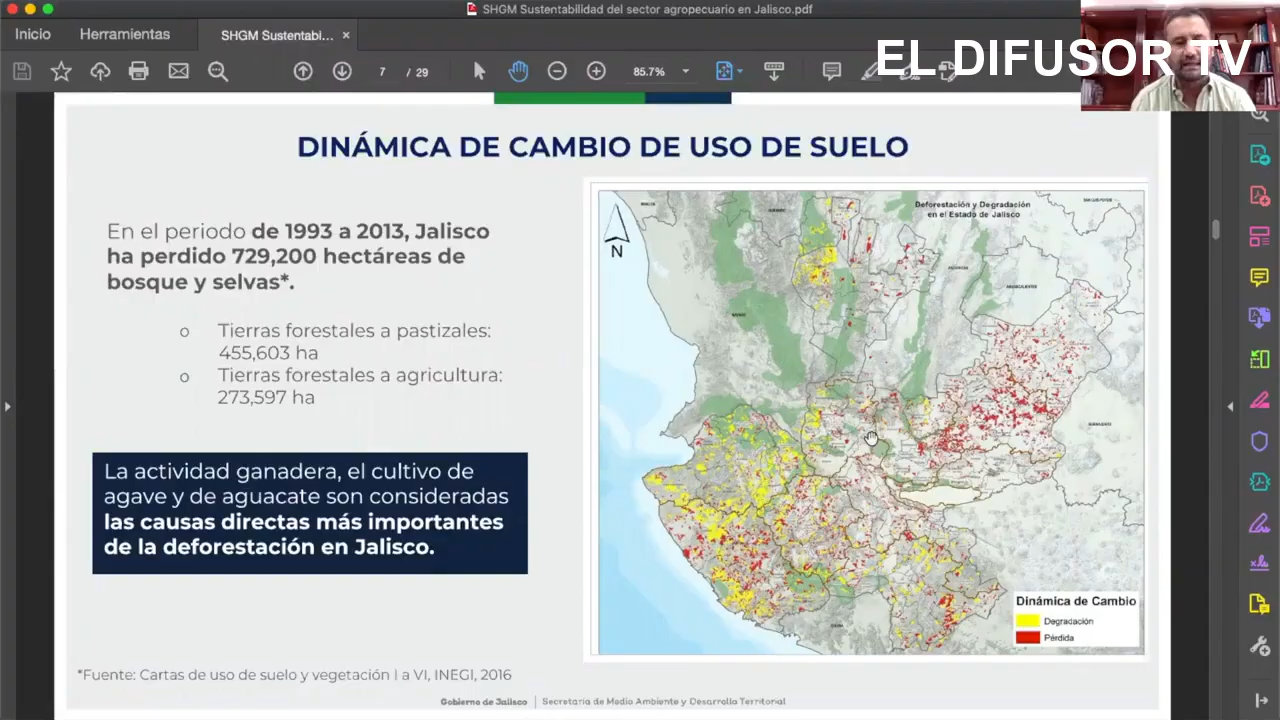 SHGM Sustentabilidad del sector agropecuario en Jalisco.pdf
Inicio
Herramientas
SHGM Sustentabi... ×
7 / 29
85.7%
EL DIFUSOR TV
DINÁMICA DE CAMBIO DE USO DE SUELO
En el periodo de 1993 a 2013, Jalisco
ha perdido 729,200 hectáreas de
bosque y selvas*.
o Tierras forestales a pastizales:
455,603 ha
o Tierras forestales a agricultura:
273,597 ha
La actividad ganadera, el cultivo de
agave y de aguacate son consideradas
las causas directas más importantes
de la deforestación en Jalisco.
Deforestación y Degradación
en el Estado de Jalisco
N
Dinámica de Cambio
Degradación
Pérdida
*Fuente: Cartas de uso de suelo y vegetación I a VI, INEGI, 2016
Gobierno de Jalisco | Secretaría de Medio Ambiente y Desarrollo Territorial